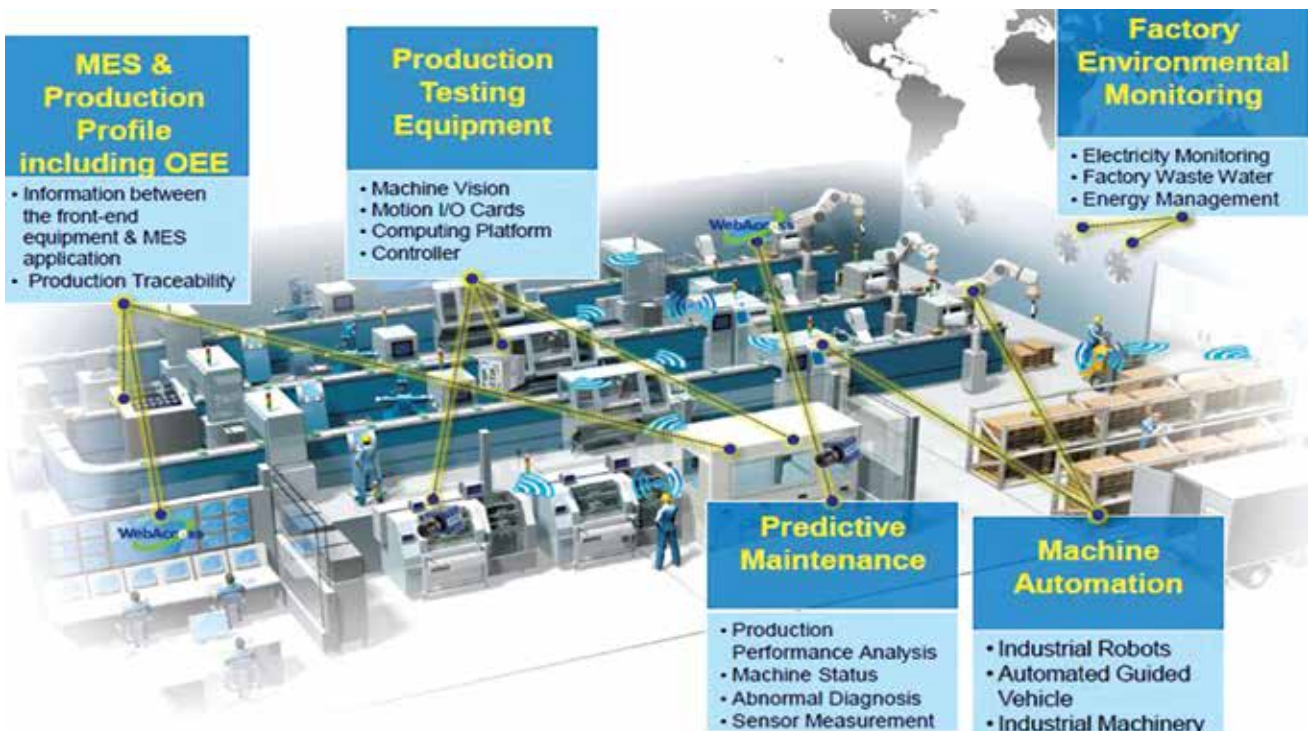 MES &
Production
Profile
including OEE
• Information between
the front-end
equipment & MES
application
• Production Traceability
Production
Testing
Equipment
• Machine Vision
• Motion I/O Cards
• Computing Platform
• Controller
Factory
Environmental
Monitoring
• Electricity Monitoring
• Factory Waste Water
• Energy Management
WebAccess
WebAccess
Predictive
Maintenance
• Production
Performance Analysis
• Machine Status
• Abnormal Diagnosis
• Sensor Measurement
Machine
Automation
• Industrial Robots
• Automated Guided
Vehicle
• Industrial Machinery